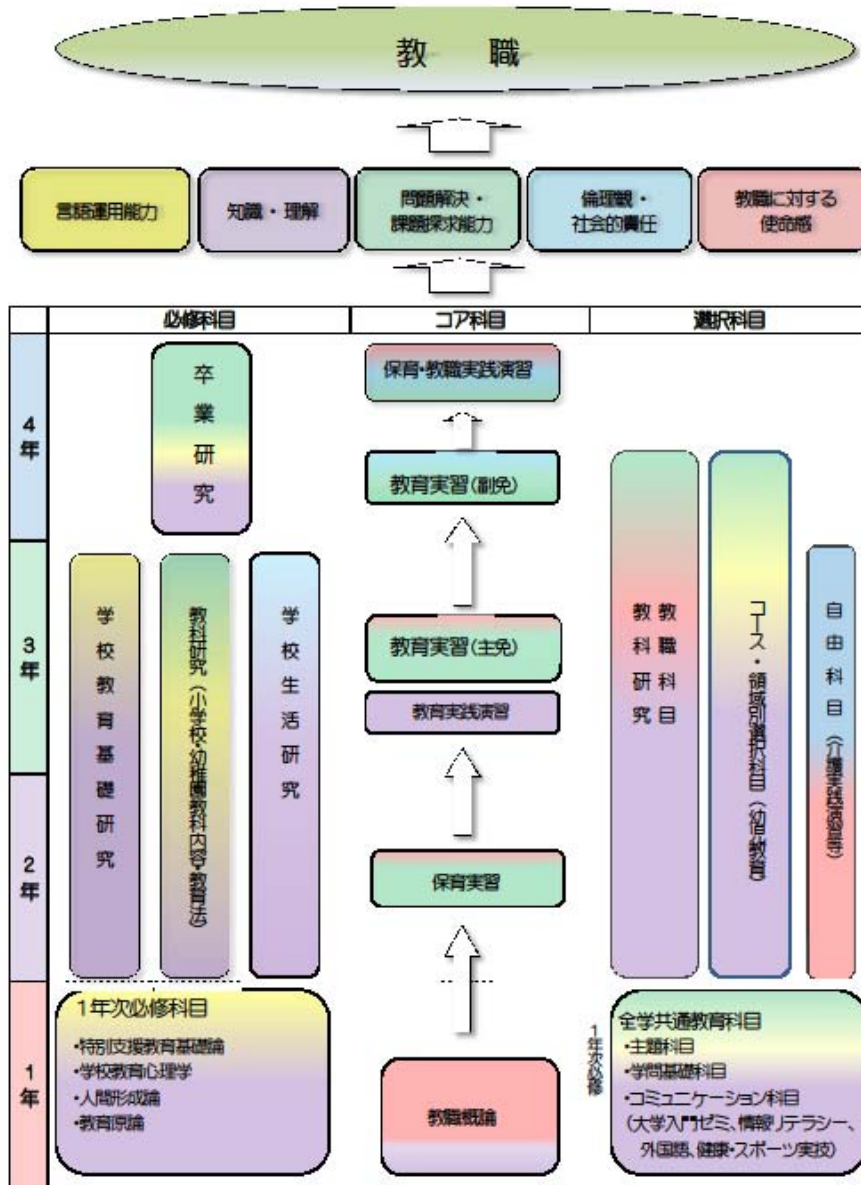 教職
言語運用能力
知識・理解
問題解決・
課題探求能力
倫理観・
社会的責任
教職に対する
使命感
必修科目
コア科目
選択科目
4年
卒業研究
保育・教職実践演習
教育実習(副免)
3年
学校教育基礎研究
教科研究(小学校・幼稚園教科内容・教育法)
学校生活研究
教育実習(主免)
教育実践演習
教職科目
教科研究
コース・領域別選択科目(幼児教育)
自由科目(介護実践演習等)
2年
保育実習
1年
1年次必修科目
・特別支援教育基礎論
・学校教育心理学
・人間形成論
・教育原論
教職概論
1年次必修
全学共通教育科目
・主題科目
・学問基礎科目
・コミュニケーション科目
(大学入門ゼミ、情報リテラシー、
外国語、健康・スポーツ実技)